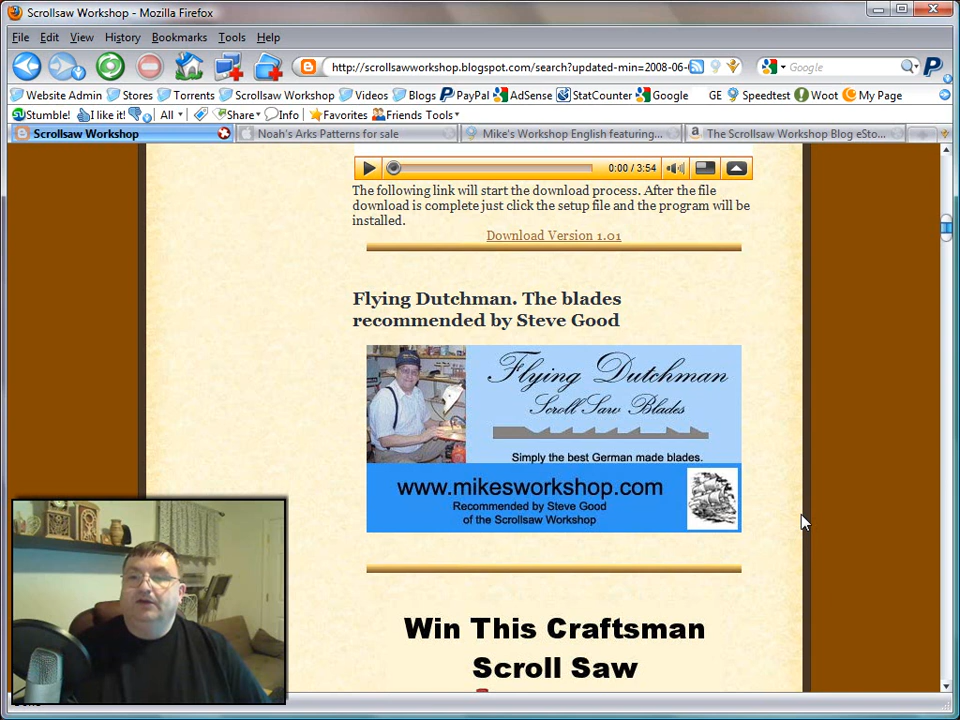 Scrollsaw Workshop - Mozilla Firefox
File Edit View History Bookmarks Tools Help
http://scrollsawworkshop.blogspot.com/search?updated-min=2008-06-
Google
Website Admin Stores Torrents Scrollsaw Workshop Videos Blogs PayPal AdSense StatCounter Google GE Speedtest Woot My Page
Stumble! I like it! All Share Info Favorites Friends Tools
Scrollsaw Workshop Noah's Arks Patterns for sale Mike's Workshop English featuring... The Scrollsaw Workshop Blog eSto...
0:00 / 3:54
The following link will start the download process. After the file
download is complete just click the setup file and the program will be
installed.
Download Version 1.01
Flying Dutchman. The blades
recommended by Steve Good
Flying Dutchman
Scroll Saw Blades
Simply the best German made blades.
www.mikesworkshop.com
Recommended by Steve Good
of the Scrollsaw Workshop
Win This Craftsman
Scroll Saw